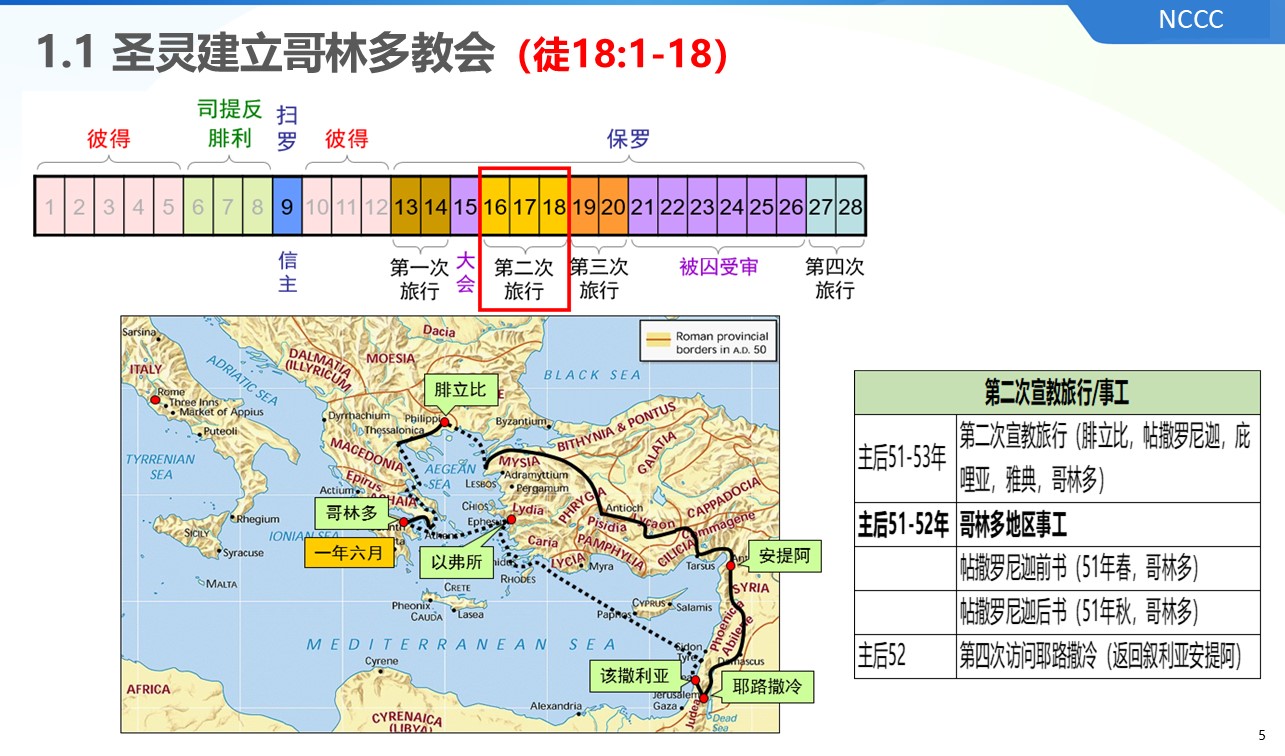 NCCC
1.1 圣灵建立哥林多教会（徒18:1-18）
彼得
司提反
腓利
扫
罗
彼得
保罗
1 2 3 4 5 6 7 8 9 10 11 12 13 14 15 16 17 18 19 20 21 22 23 24 25 26 27 28
信
主
第一次
旅行
大
会
第二次
旅行
第三次
旅行
被囚受审
第四次
旅行
Roman provincial
borders in A.D. 50
Sarsina
ITALY
Rome
Three Inns
Market of Appius
Puteoli
TYRRENIAN
SEA
ADRIATIC SEA
DALMATIA
(ILLYRICUM)
MOESIA
Dacia
BLACK SEA
腓立比
Dyrrhachium
Philippi
Thessalonica
Byzantium
BITHYNIA & PONTUS
MACEDONIA
GALATIA
AEGEAN
SEA
MYSIA
Adramyttium
LESBOS
Pergamum
Epirus
Actium
CAPPADOCIA
PHRYGIA
Antioch
CHIOS
Lydia
哥林多
一年六月
以弗所
安提阿
Pisidia
Lycaon
Commagene
Caria
PAMPHYLIA
CILICIA
LYCIA
Myra
Tarsus
Rhegium
SICILY
Syracuse
IONIAN SEA
MALTA
RHODES
CRETE
Pheonix
CAUDA
Lasea
CYPRUS
Salamis
Paphos
SYRIA
Phoenicia
Abilene
MEDITERRANEAN SEA
Sidon
Tyre
Damascus
Cyrene
该撒利亚
耶路撒冷
Jerusalem
Gaza
Judea
Dead
Sea
AFRICA
Alexandria
CYRENAICA
(LIBYA)
第二次宣教旅行/事工
主后51-53年
第二次宣教旅行（腓立比，帖撒罗尼迦，庇
哩亚，雅典，哥林多）
主后51-52年 哥林多地区事工
帖撒罗尼迦前书（51年春，哥林多）
帖撒罗尼迦后书（51年秋，哥林多）
主后52 第四次访问耶路撒冷（返回叙利亚安提阿）
5